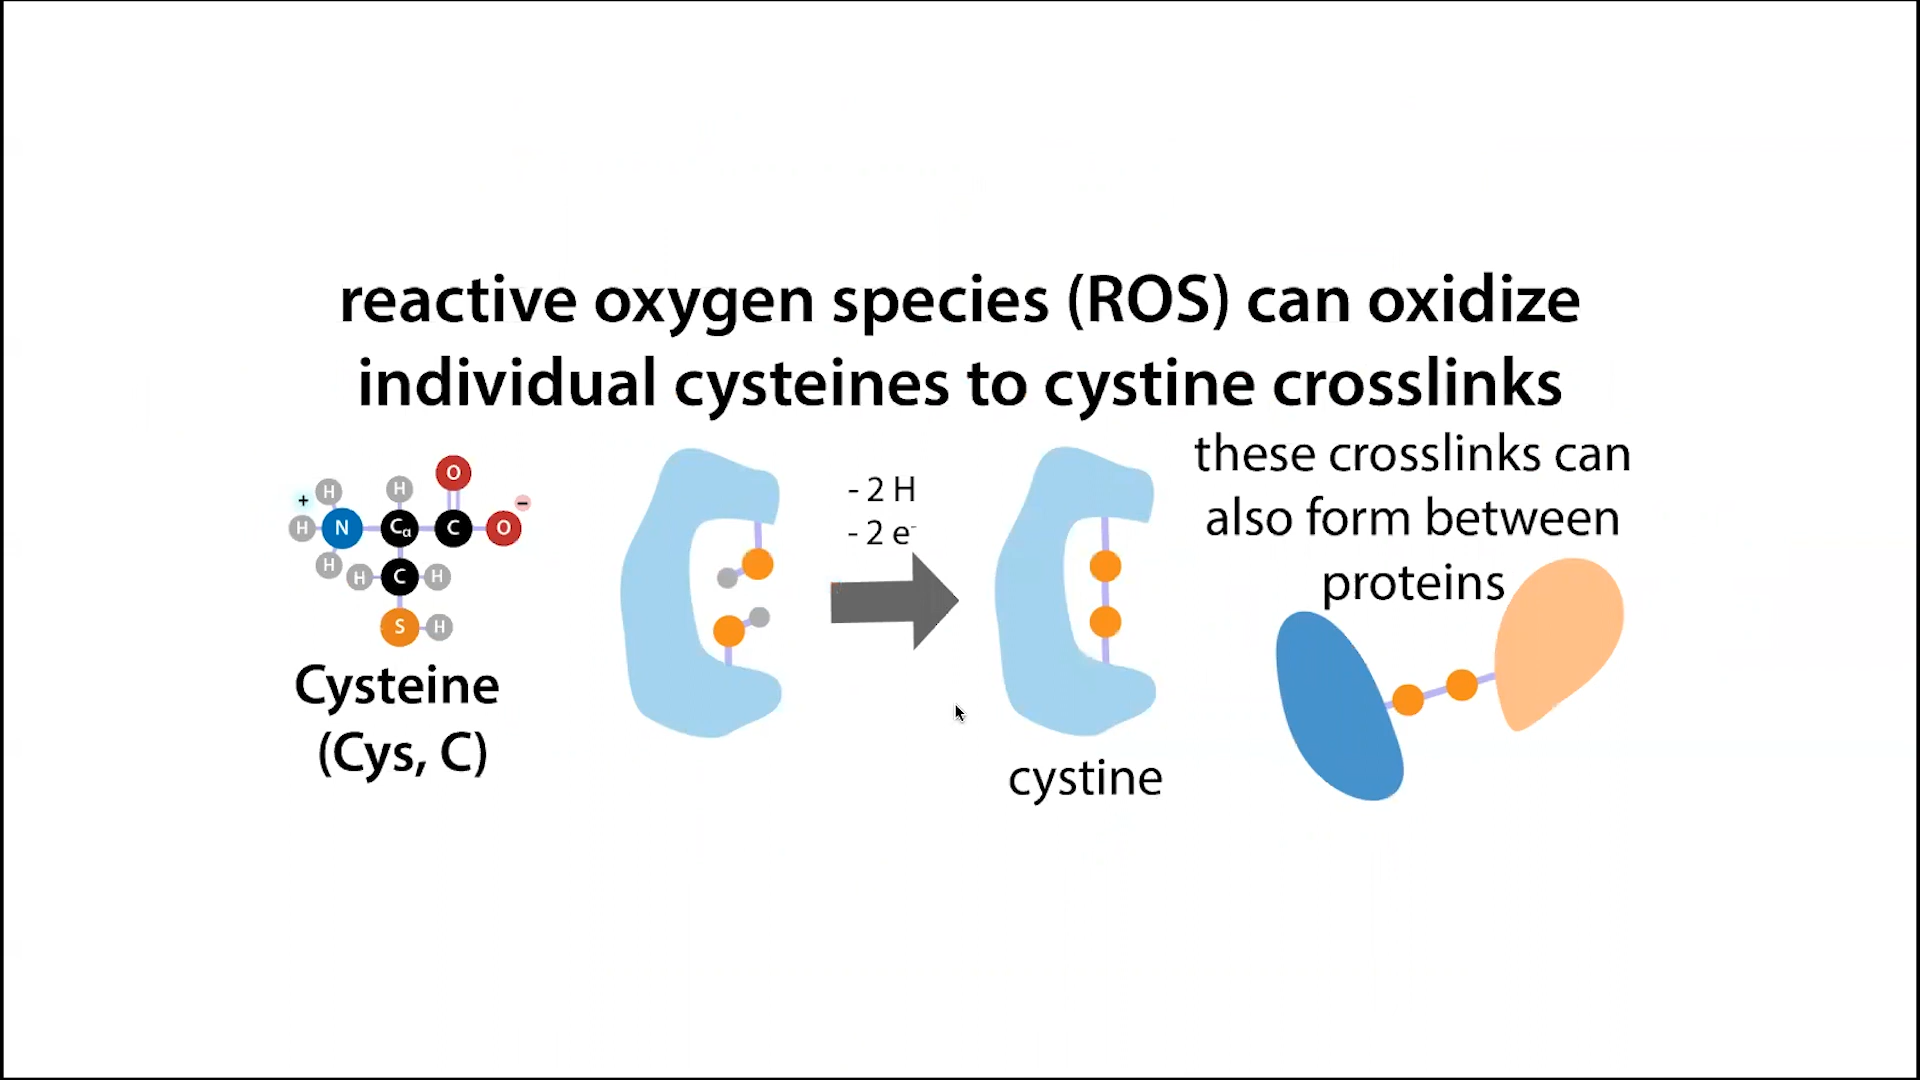 reactive oxygen species (ROS) can oxidize
individual cysteines to cystine crosslinks
these crosslinks can
also form between
proteins
- 2 H
- 2 e⁻
O
H
H
+
−
H
N
Cα
C
O
H
H
C
H
S
H
Cysteine
(Cys, C)
cystine